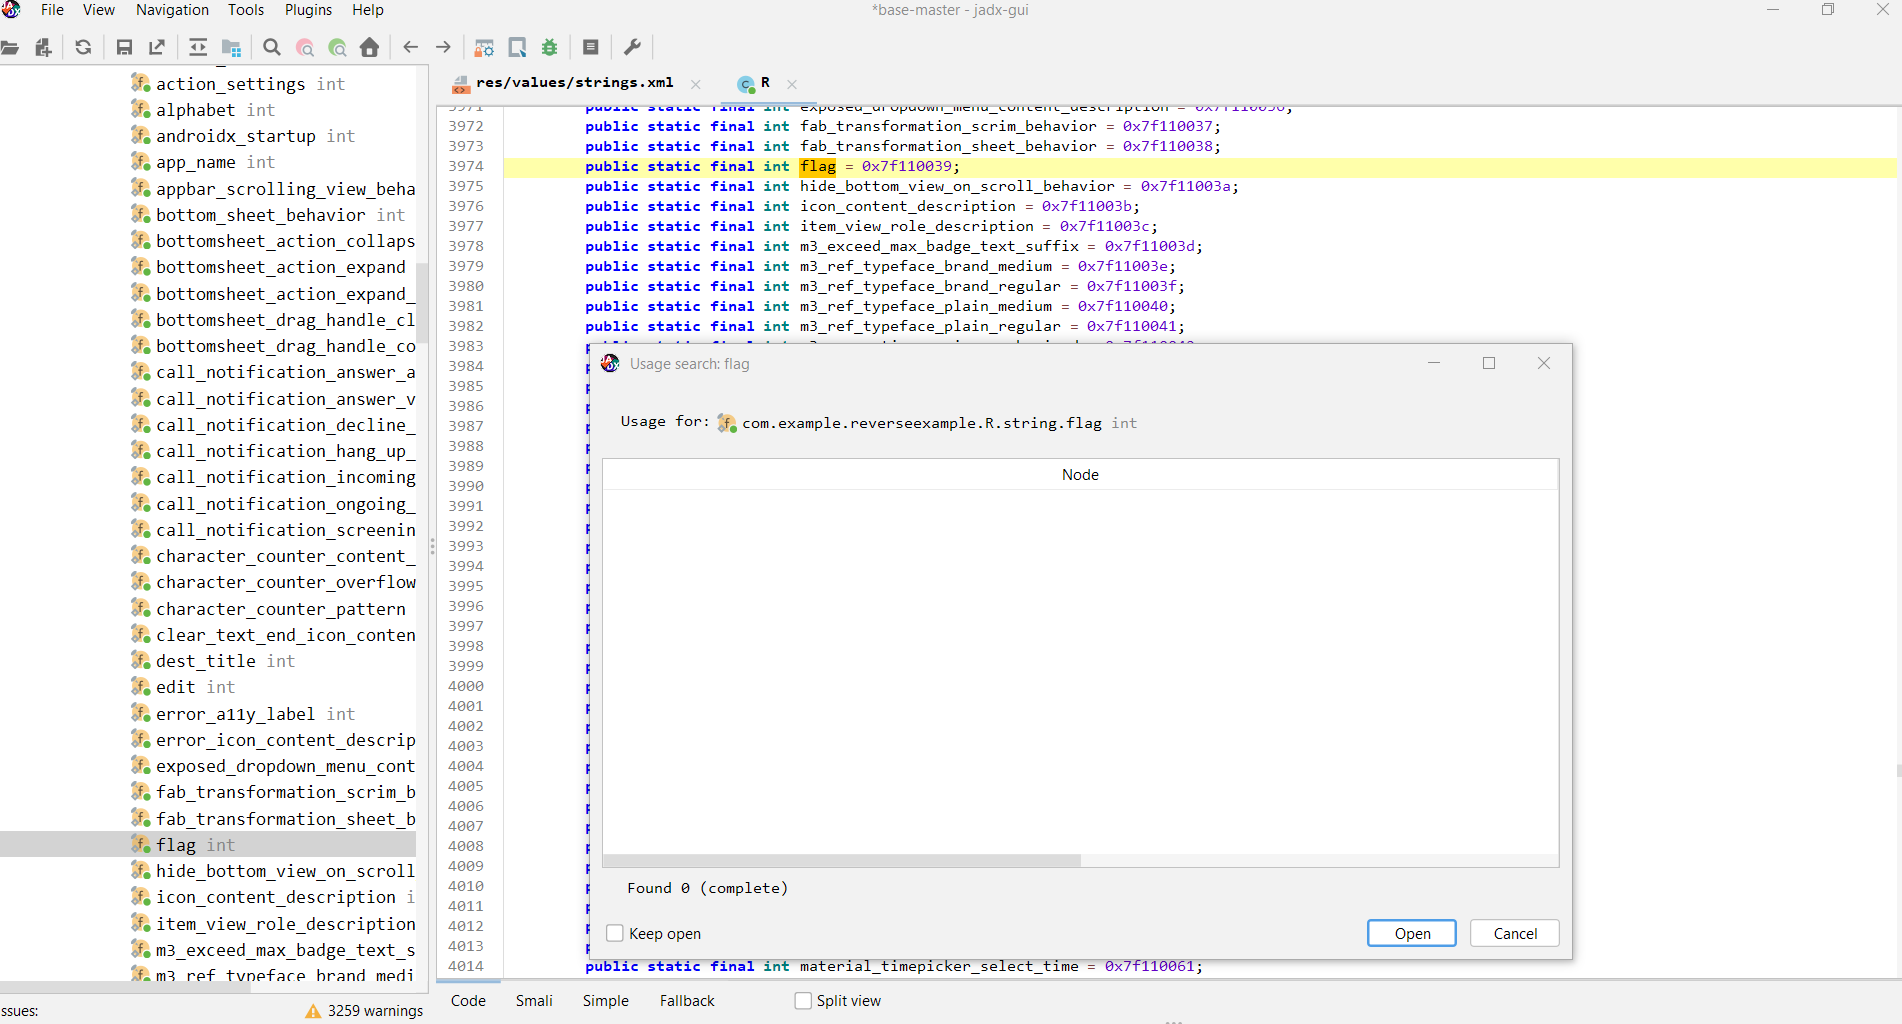 *base-master - jadx-gui
File View Navigation Tools Plugins Help
res/values/strings.xml
R
action_settings int
alphabet int
androidx_startup int
app_name int
appbar_scrolling_view_beha
bottom_sheet_behavior int
bottomsheet_action_collaps
bottomsheet_action_expand
bottomsheet_action_expand_
bottomsheet_drag_handle_cl
bottomsheet_drag_handle_co
call_notification_answer_a
call_notification_answer_v
call_notification_decline_
call_notification_hang_up_
call_notification_incoming
call_notification_ongoing_
call_notification_screenin
character_counter_content_
character_counter_overflow
character_counter_pattern
clear_text_end_icon_conten
dest_title int
edit int
error_a11y_label int
error_icon_content_descrip
exposed_dropdown_menu_cont
fab_transformation_scrim_b
fab_transformation_sheet_b
flag int
hide_bottom_view_on_scroll
icon_content_description i
item_view_role_description
m3_exceed_max_badge_text_s
m3_ref_typeface_brand_medi
ssues:
3259 warnings
3971 public static final int exposed_dropdown_menu_content_description = 0x7f110036;
3972 public static final int fab_transformation_scrim_behavior = 0x7f110037;
3973 public static final int fab_transformation_sheet_behavior = 0x7f110038;
3974 public static final int flag = 0x7f110039;
3975 public static final int hide_bottom_view_on_scroll_behavior = 0x7f11003a;
3976 public static final int icon_content_description = 0x7f11003b;
3977 public static final int item_view_role_description = 0x7f11003c;
3978 public static final int m3_exceed_max_badge_text_suffix = 0x7f11003d;
3979 public static final int m3_ref_typeface_brand_medium = 0x7f11003e;
3980 public static final int m3_ref_typeface_brand_regular = 0x7f11003f;
3981 public static final int m3_ref_typeface_plain_medium = 0x7f110040;
3982 public static final int m3_ref_typeface_plain_regular = 0x7f110041;
3983
3984
3985
3986
3987
3988
3989
3990
3991
3992
3993
3994
3995
3996
3997
3998
3999
4000
4001
4002
4003
4004
4005
4006
4007
4008
4009
4010
4011
4012
4013
4014 public static final int material_timepicker_select_time = 0x7f110061;
Usage search: flag
Usage for: com.example.reverseexample.R.string.flag int
Node
Found 0 (complete)
Keep open
Open
Cancel
Code Smali Simple Fallback Split view